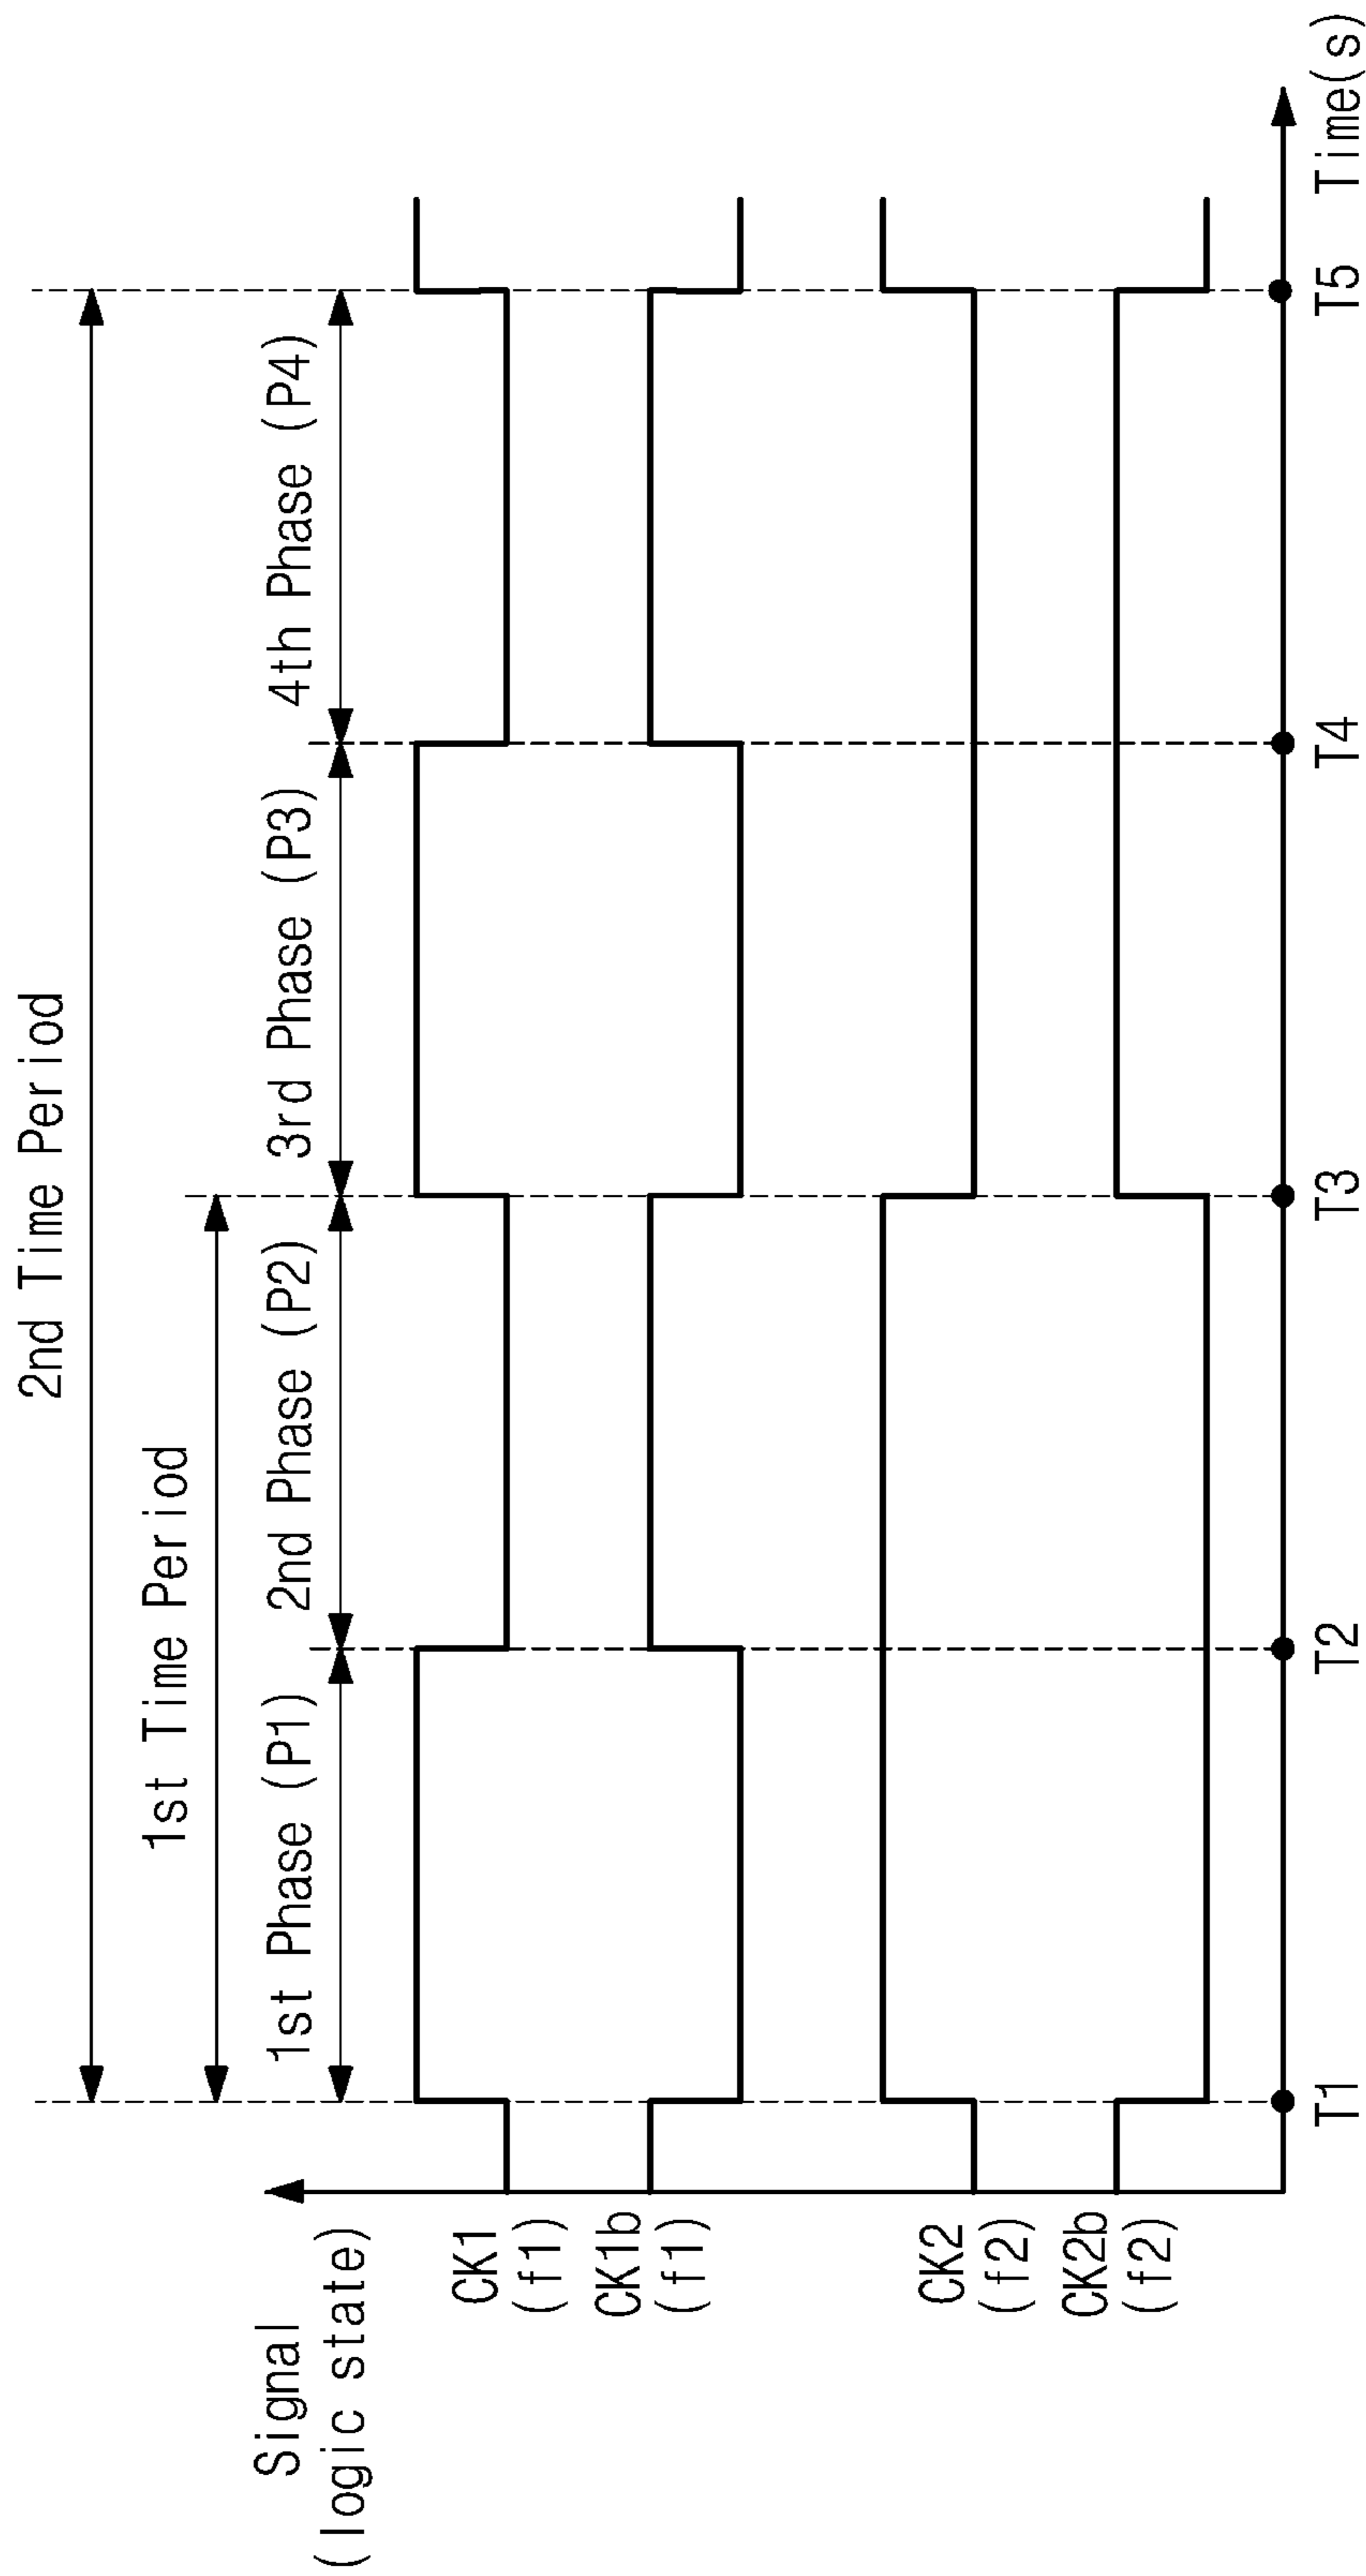 2nd Time Period
1st Time Period
1st Phase (P1)
2nd Phase (P2)
3rd Phase (P3)
4th Phase (P4)
Signal
(logic state)
CK1
(f1)
CK1b
(f1)
CK2
(f2)
CK2b
(f2)
T1
T2
T3
T4
T5
Time(s)